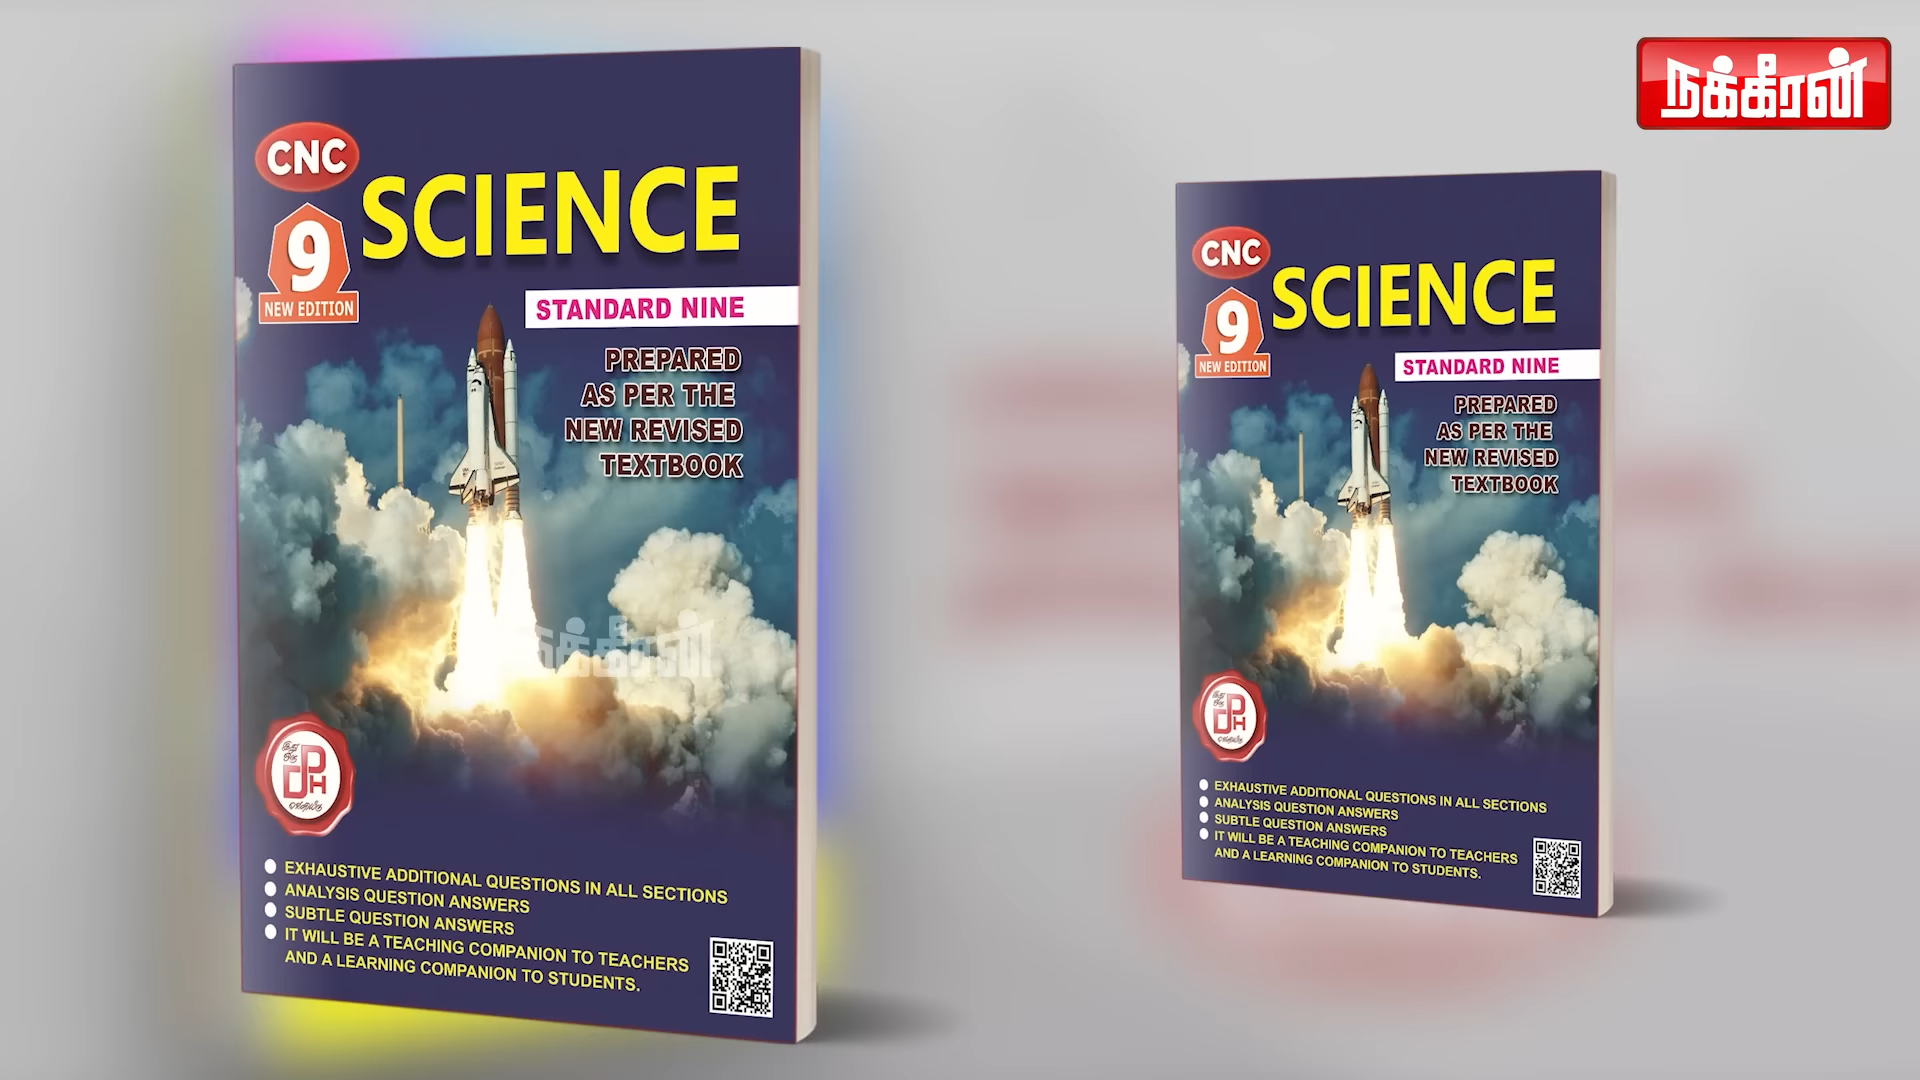 நக்கீரன்
CNC
SCIENCE
9
NEW EDITION
STANDARD NINE
PREPARED
AS PER THE
NEW REVISED
TEXTBOOK
நக்கீரன்
DPH
EXHAUSTIVE ADDITIONAL QUESTIONS IN ALL SECTIONS
ANALYSIS QUESTION ANSWERS
SUBTLE QUESTION ANSWERS
IT WILL BE A TEACHING COMPANION TO TEACHERS
AND A LEARNING COMPANION TO STUDENTS.
CNC
SCIENCE
9
NEW EDITION
STANDARD NINE
PREPARED
AS PER THE
NEW REVISED
TEXTBOOK
DPH
EXHAUSTIVE ADDITIONAL QUESTIONS IN ALL SECTIONS
ANALYSIS QUESTION ANSWERS
SUBTLE QUESTION ANSWERS
IT WILL BE A TEACHING COMPANION TO TEACHERS
AND A LEARNING COMPANION TO STUDENTS.